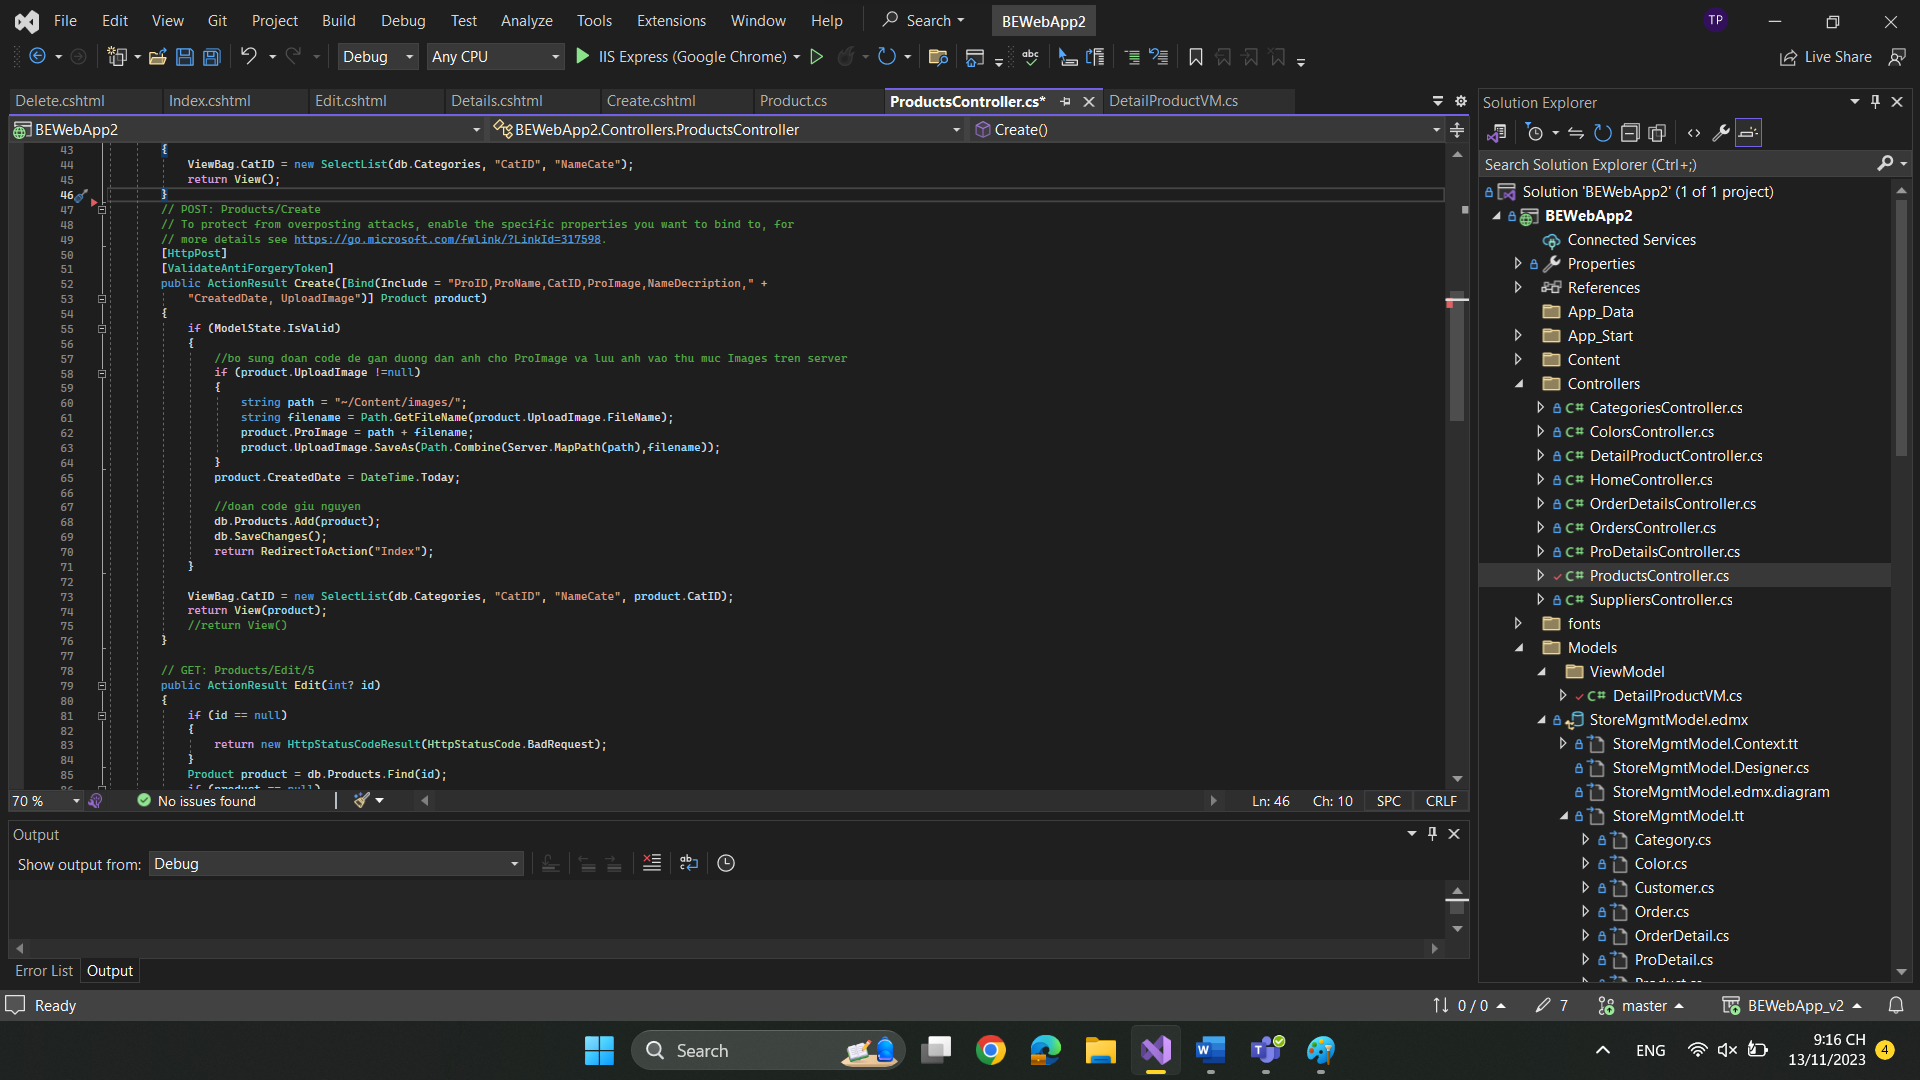 File Edit View Git Project Build Debug Test Analyze Tools Extensions Window Help Search BEWebApp2 TP
Debug Any CPU IIS Express (Google Chrome) Live Share
Delete.cshtml Index.cshtml Edit.cshtml Details.cshtml Create.cshtml Product.cs ProductsController.cs* DetailProductVM.cs
BEWebApp2 BEWebApp2.Controllers.ProductsController Create()
43 {
44 ViewBag.CatID = new SelectList(db.Categories, "CatID", "NameCate");
45 return View();
46 }
47 // POST: Products/Create
48 // To protect from overposting attacks, enable the specific properties you want to bind to, for
49 // more details see https://go.microsoft.com/fwlink/?LinkId=317598.
50 [HttpPost]
51 [ValidateAntiForgeryToken]
52 public ActionResult Create([Bind(Include = "ProID,ProName,CatID,ProImage,NameDecription," +
53 "CreatedDate, UploadImage")] Product product)
54 {
55 if (ModelState.IsValid)
56 {
57 //bo sung doan code de gan duong dan anh cho ProImage va luu anh vao thu muc Images tren server
58 if (product.UploadImage !=null)
59 {
60 string path = "~/Content/images/";
61 string filename = Path.GetFileName(product.UploadImage.FileName);
62 product.ProImage = path + filename;
63 product.UploadImage.SaveAs(Path.Combine(Server.MapPath(path),filename));
64 }
65 product.CreatedDate = DateTime.Today;
66
67 //doan code giu nguyen
68 db.Products.Add(product);
69 db.SaveChanges();
70 return RedirectToAction("Index");
71 }
72
73 ViewBag.CatID = new SelectList(db.Categories, "CatID", "NameCate", product.CatID);
74 return View(product);
75 //return View()
76 }
77
78 // GET: Products/Edit/5
79 public ActionResult Edit(int? id)
80 {
81 if (id == null)
82 {
83 return new HttpStatusCodeResult(HttpStatusCode.BadRequest);
84 }
85 Product product = db.Products.Find(id);
86 if (product == null)
70 % No issues found Ln: 46 Ch: 10 SPC CRLF
Output
Show output from: Debug
Error List Output
Solution Explorer
Search Solution Explorer (Ctrl+;)
Solution 'BEWebApp2' (1 of 1 project)
BEWebApp2
Connected Services
Properties
References
App_Data
App_Start
Content
Controllers
C# CategoriesController.cs
C# ColorsController.cs
C# DetailProductController.cs
C# HomeController.cs
C# OrderDetailsController.cs
C# OrdersController.cs
C# ProDetailsController.cs
C# ProductsController.cs
C# SuppliersController.cs
fonts
Models
ViewModel
C# DetailProductVM.cs
StoreMgmtModel.edmx
StoreMgmtModel.Context.tt
StoreMgmtModel.Designer.cs
StoreMgmtModel.edmx.diagram
StoreMgmtModel.tt
Category.cs
Color.cs
Customer.cs
Order.cs
OrderDetail.cs
ProDetail.cs
Product.cs
Ready 0 / 0 7 master BEWebApp_v2
Search ENG 9:16 CH
13/11/2023 4